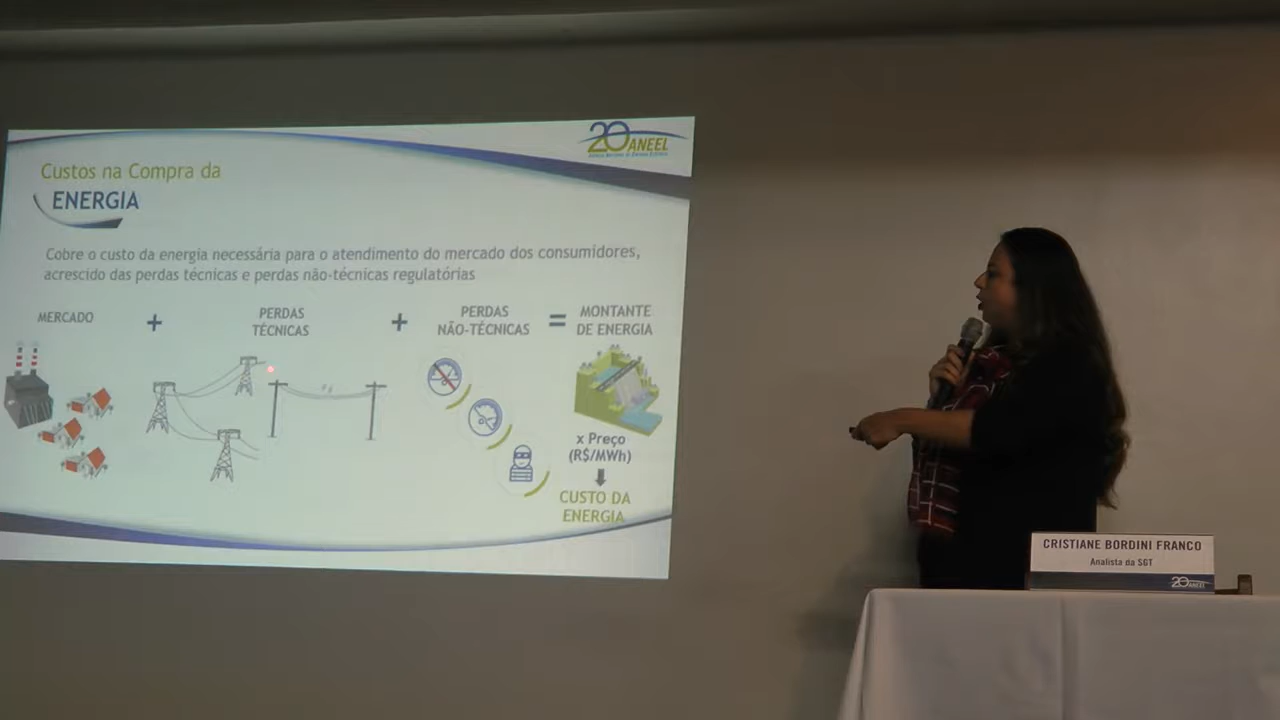 20 ANEEL
Custos na Compra da
ENERGIA
Cobre o custo da energia necessária para o atendimento do mercado dos consumidores,
acrescido das perdas técnicas e perdas não-técnicas regulatórias
MERCADO
+
PERDAS
TÉCNICAS
+
PERDAS
NÃO-TÉCNICAS
=
MONTANTE
DE ENERGIA
x Preço
(R$/MWh)
CUSTO DA
ENERGIA
CRISTIANE BORDINI FRANCO
Analista da SGT
20 ANEEL